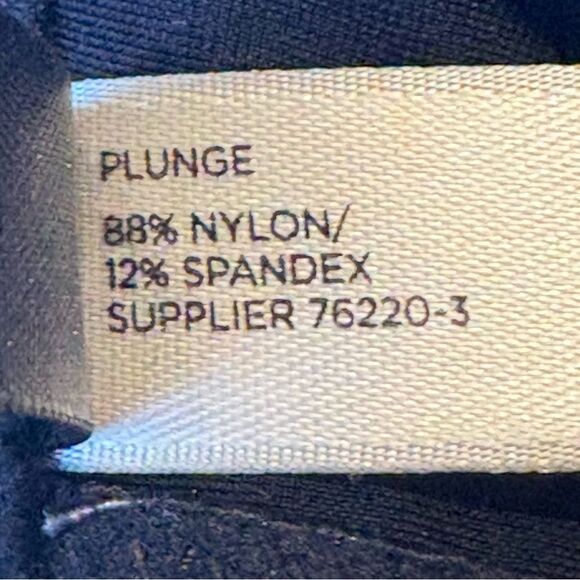 PLUNGE
88% NYLON/
12% SPANDEX
SUPPLIER 76220-3